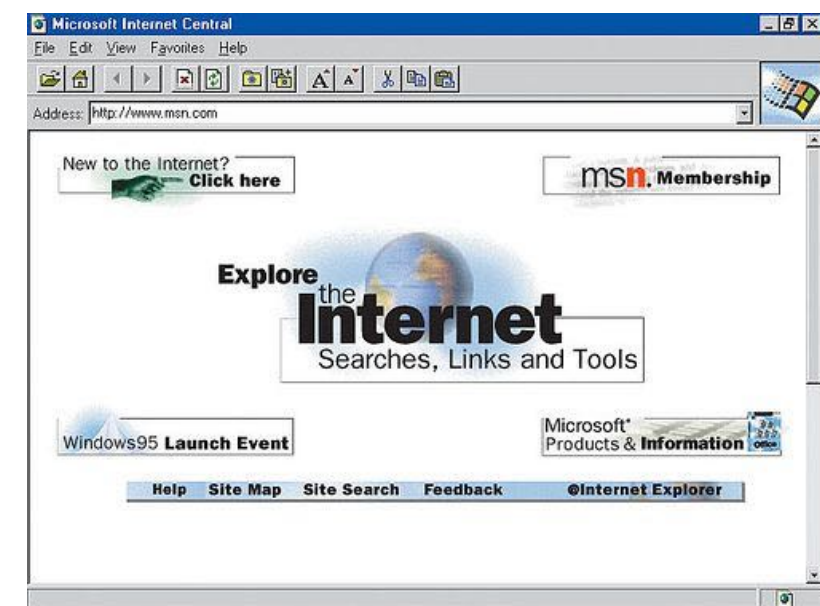 Microsoft Internet Central
File Edit View Favorites Help
Address: http://www.msn.com
New to the Internet?
Click here
msn. Membership
Explore
the
Internet
Searches, Links and Tools
Windows95 Launch Event
Microsoft
Products & Information
Office
Help Site Map Site Search Feedback @Internet Explorer